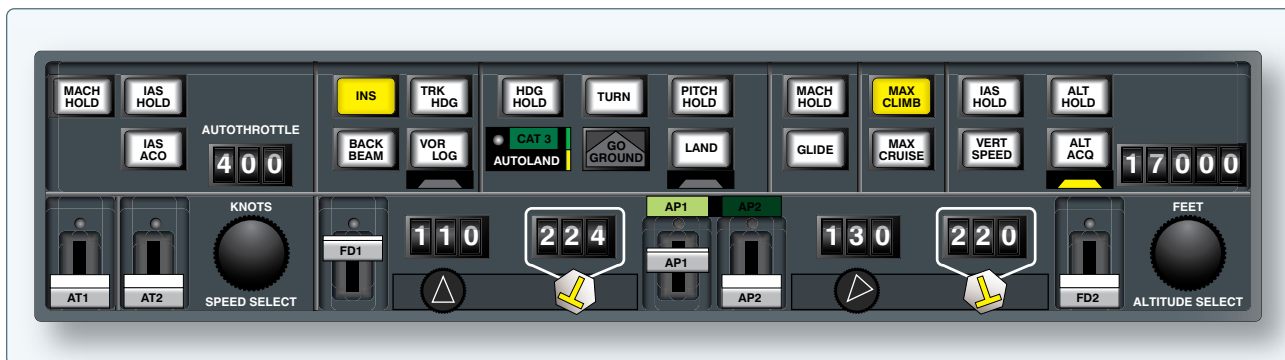 MACH
HOLD
IAS
HOLD
INS
TRK
HDG
HDG
HOLD
TURN
PITCH
HOLD
MACH
HOLD
MAX
CLIMB
IAS
HOLD
ALT
HOLD
IAS
ACO
AUTOTHROTTLE
400
BACK
BEAM
VOR
LOG
CAT 3
AUTOLAND
GO
GROUND
LAND
GLIDE
MAX
CRUISE
VERT
SPEED
ALT
ACQ
17000
AT1
AT2
KNOTS
SPEED SELECT
FD1
110
224
AP1
AP2
AP1
AP2
130
220
FD2
FEET
ALTITUDE SELECT